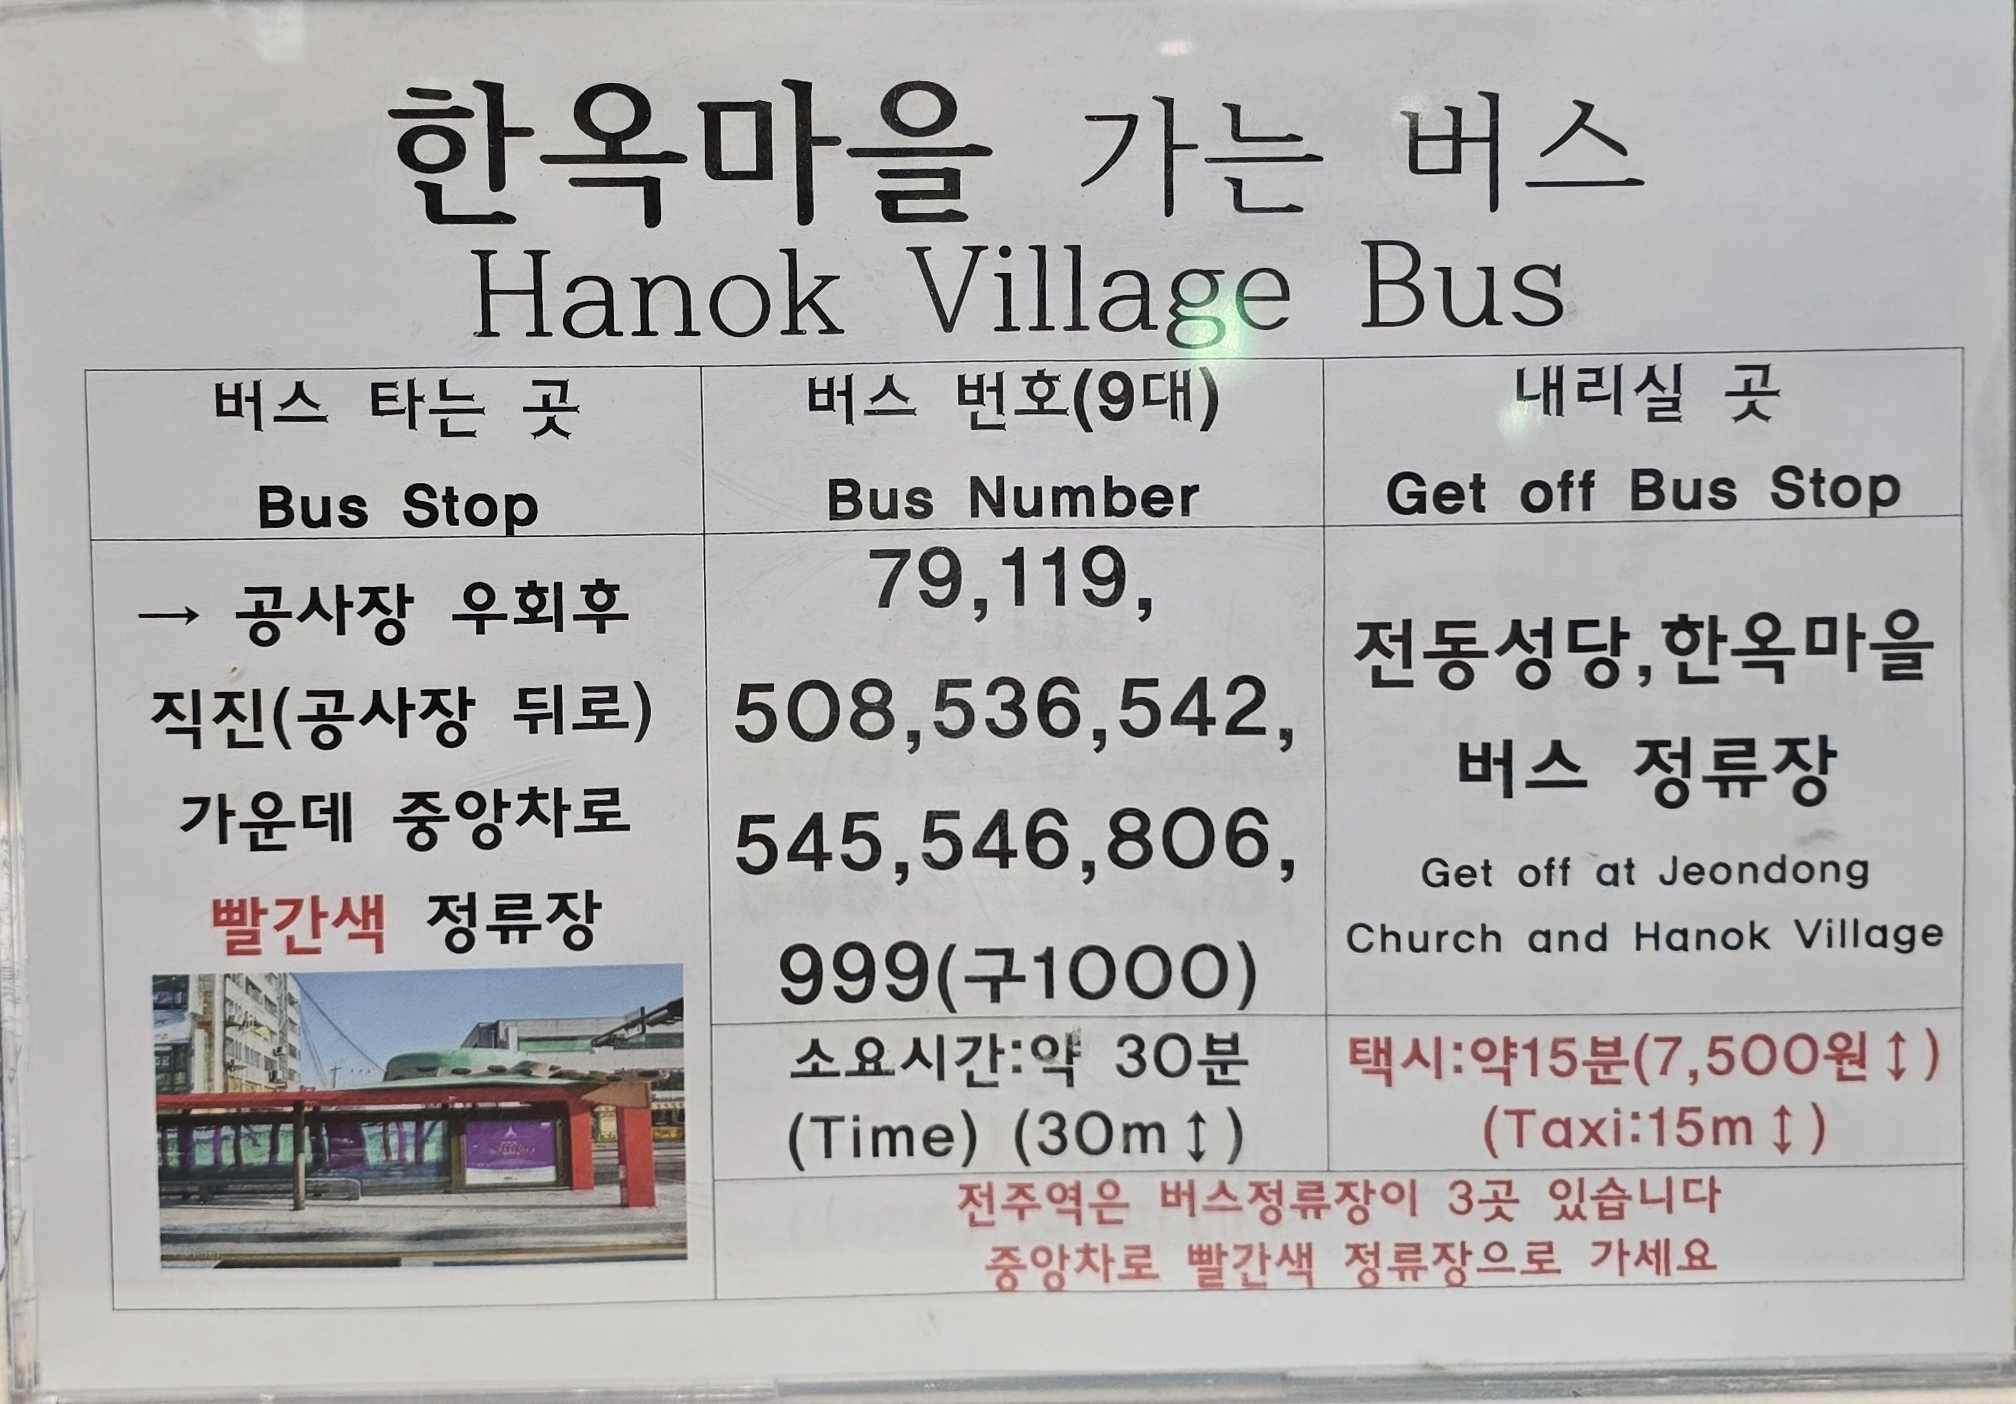 한옥마을 가는 버스
Hanok Village Bus
버스 타는 곳
Bus Stop
버스 번호(9대)
Bus Number
내리실 곳
Get off Bus Stop
→ 공사장 우회후
직진(공사장 뒤로)
가운데 중앙차로
빨간색 정류장
79,119,
508,536,542,
545,546,806,
999(구1000)
전동성당,한옥마을
버스 정류장
Get off at Jeondong
Church and Hanok Village
소요시간:약 30분
(Time) (30m↕)
택시:약15분(7,500원↕)
(Taxi:15m↕)
전주역은 버스정류장이 3곳 있습니다
중앙차로 빨간색 정류장으로 가세요